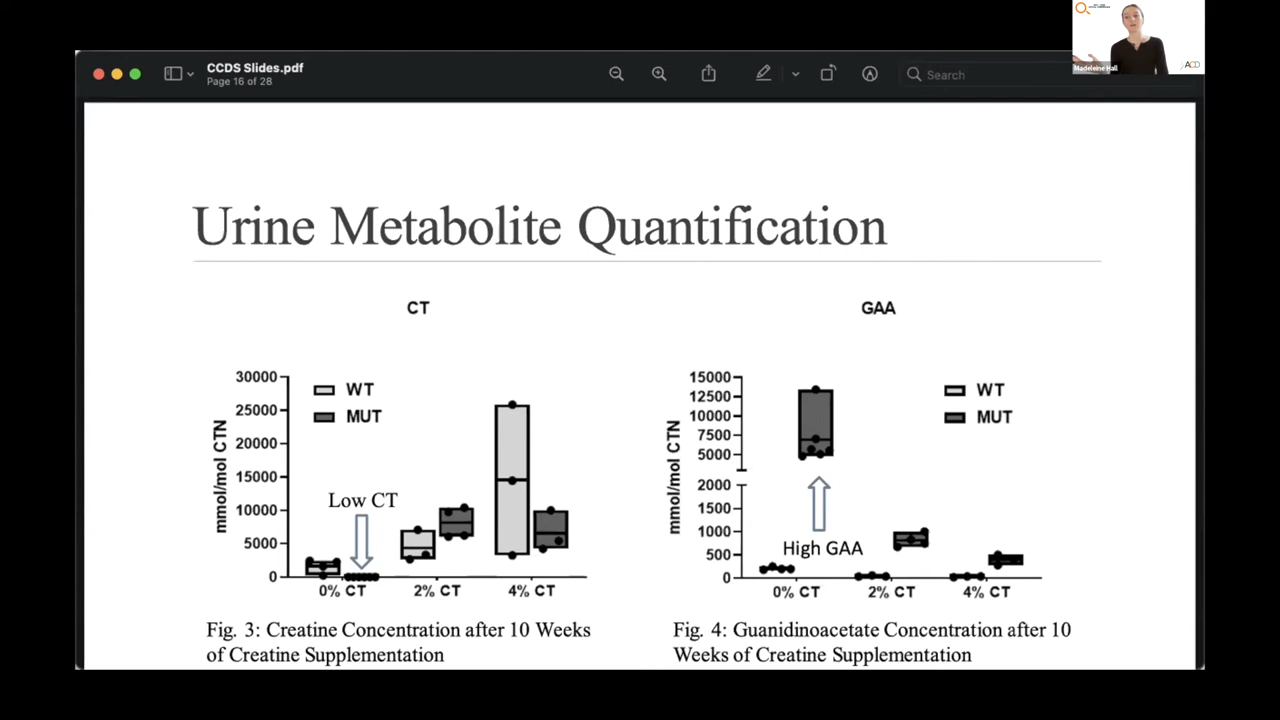 CCDS Slides.pdf
Page 16 of 28
Search
Madeleine Hall
ACD
Urine Metabolite Quantification
CT
30000
25000
20000
15000
10000
5000
0
mmol/mol CTN
WT
MUT
Low CT
0% CT
2% CT
4% CT
Fig. 3: Creatine Concentration after 10 Weeks
of Creatine Supplementation
GAA
15000
12500
10000
7500
5000
2000
1500
1000
500
0
mmol/mol CTN
WT
MUT
High GAA
0% CT
2% CT
4% CT
Fig. 4: Guanidinoacetate Concentration after 10
Weeks of Creatine Supplementation